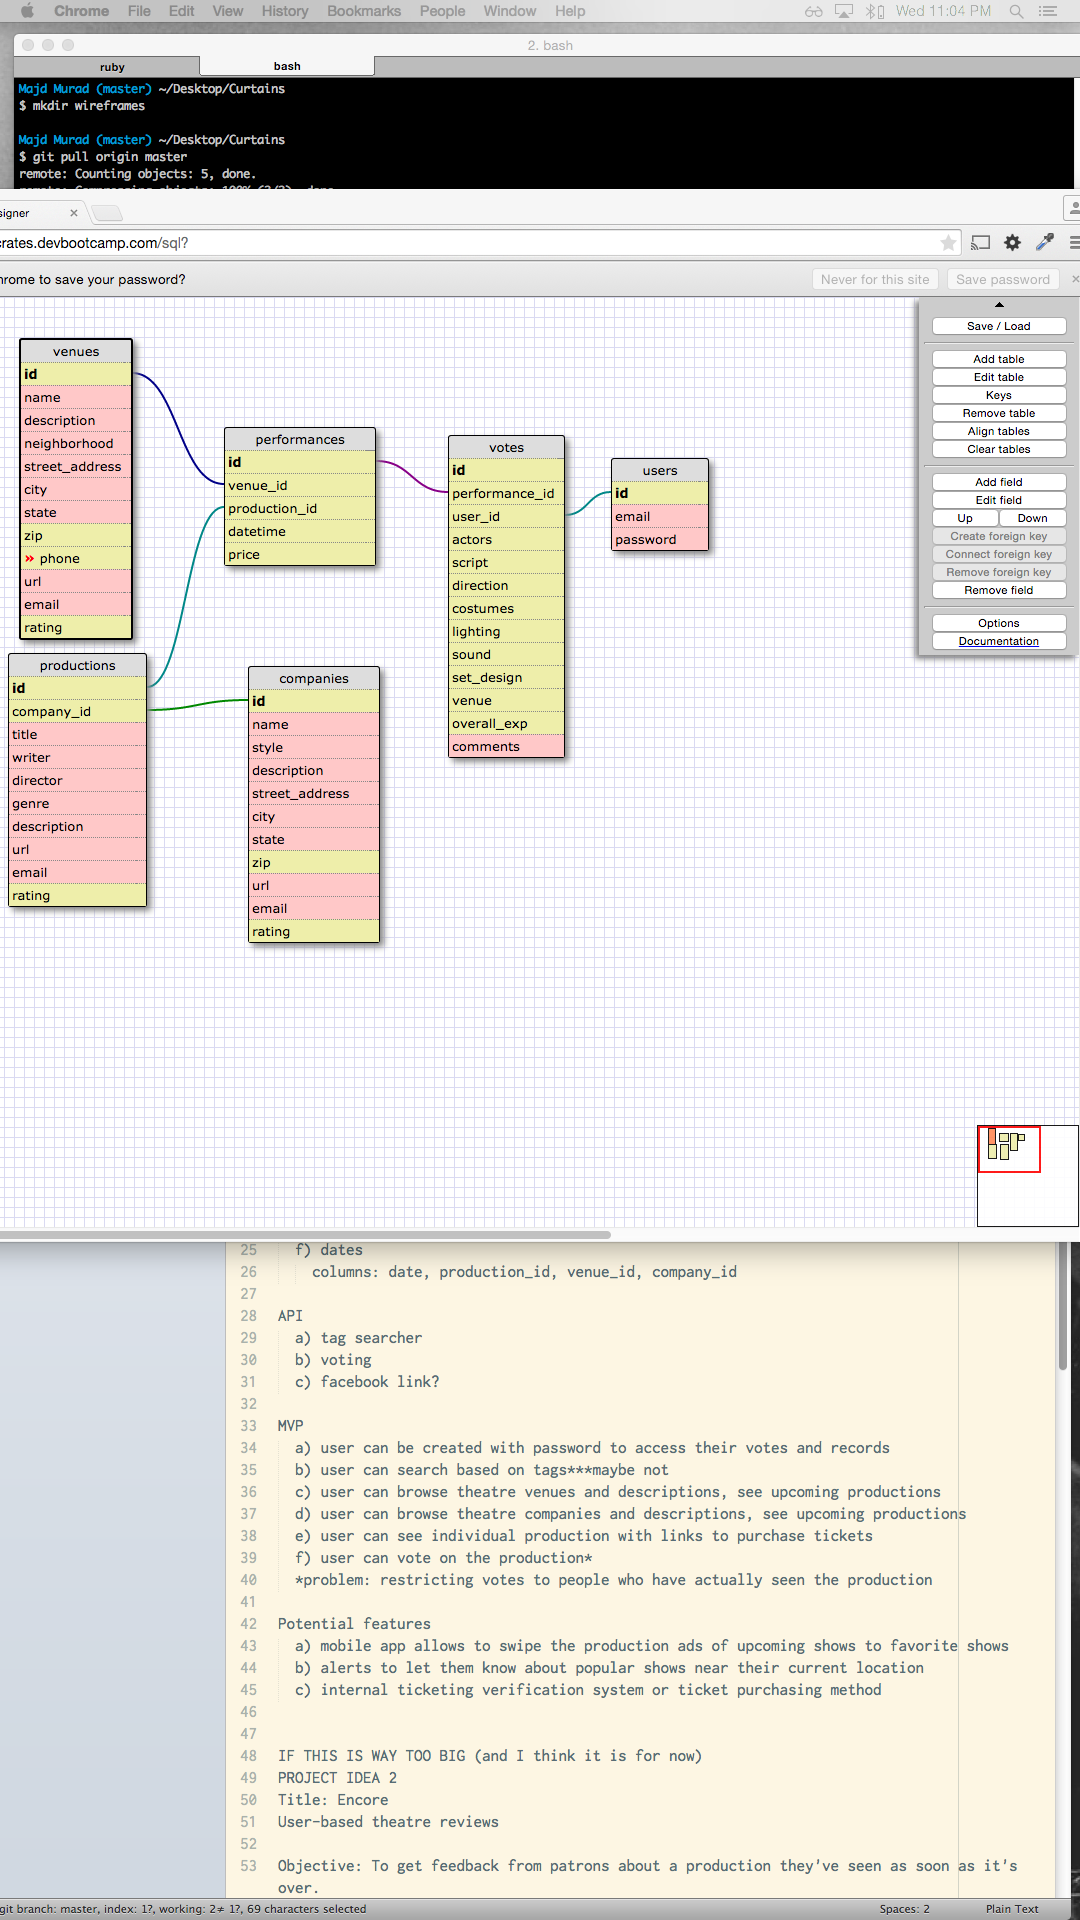 Chrome File Edit View History Bookmarks People Window Help Wed 11:04 PM
2. bash
ruby bash
Majd Murad (master) ~/Desktop/Curtains
$ mkdir wireframes
Majd Murad (master) ~/Desktop/Curtains
$ git pull origin master
remote: Counting objects: 5, done.
signer
crates.devbootcamp.com/sql?
hrome to save your password? Never for this site Save password
Save / Load
Add table
Edit table
Keys
Remove table
Align tables
Clear tables
Add field
Edit field
Up Down
Create foreign key
Connect foreign key
Remove foreign key
Remove field
Options
Documentation
venues
id
name
description
neighborhood
street_address
city
state
zip
» phone
url
email
rating
performances
id
venue_id
production_id
datetime
price
votes
id
performance_id
user_id
actors
script
direction
costumes
lighting
sound
set_design
venue
overall_exp
comments
users
id
email
password
productions
id
company_id
title
writer
director
genre
description
url
email
rating
companies
id
name
style
description
street_address
city
state
zip
url
email
rating
25 f) dates
26 columns: date, production_id, venue_id, company_id
27
28 API
29 a) tag searcher
30 b) voting
31 c) facebook link?
32
33 MVP
34 a) user can be created with password to access their votes and records
35 b) user can search based on tags***maybe not
36 c) user can browse theatre venues and descriptions, see upcoming productions
37 d) user can browse theatre companies and descriptions, see upcoming productions
38 e) user can see individual production with links to purchase tickets
39 f) user can vote on the production*
40 *problem: restricting votes to people who have actually seen the production
41
42 Potential features
43 a) mobile app allows to swipe the production ads of upcoming shows to favorite shows
44 b) alerts to let them know about popular shows near their current location
45 c) internal ticketing verification system or ticket purchasing method
46
47
48 IF THIS IS WAY TOO BIG (and I think it is for now)
49 PROJECT IDEA 2
50 Title: Encore
51 User-based theatre reviews
52
53 Objective: To get feedback from patrons about a production they've seen as soon as it's
over.
git branch: master, index: 1?, working: 2≠ 1?, 69 characters selected Spaces: 2 Plain Text